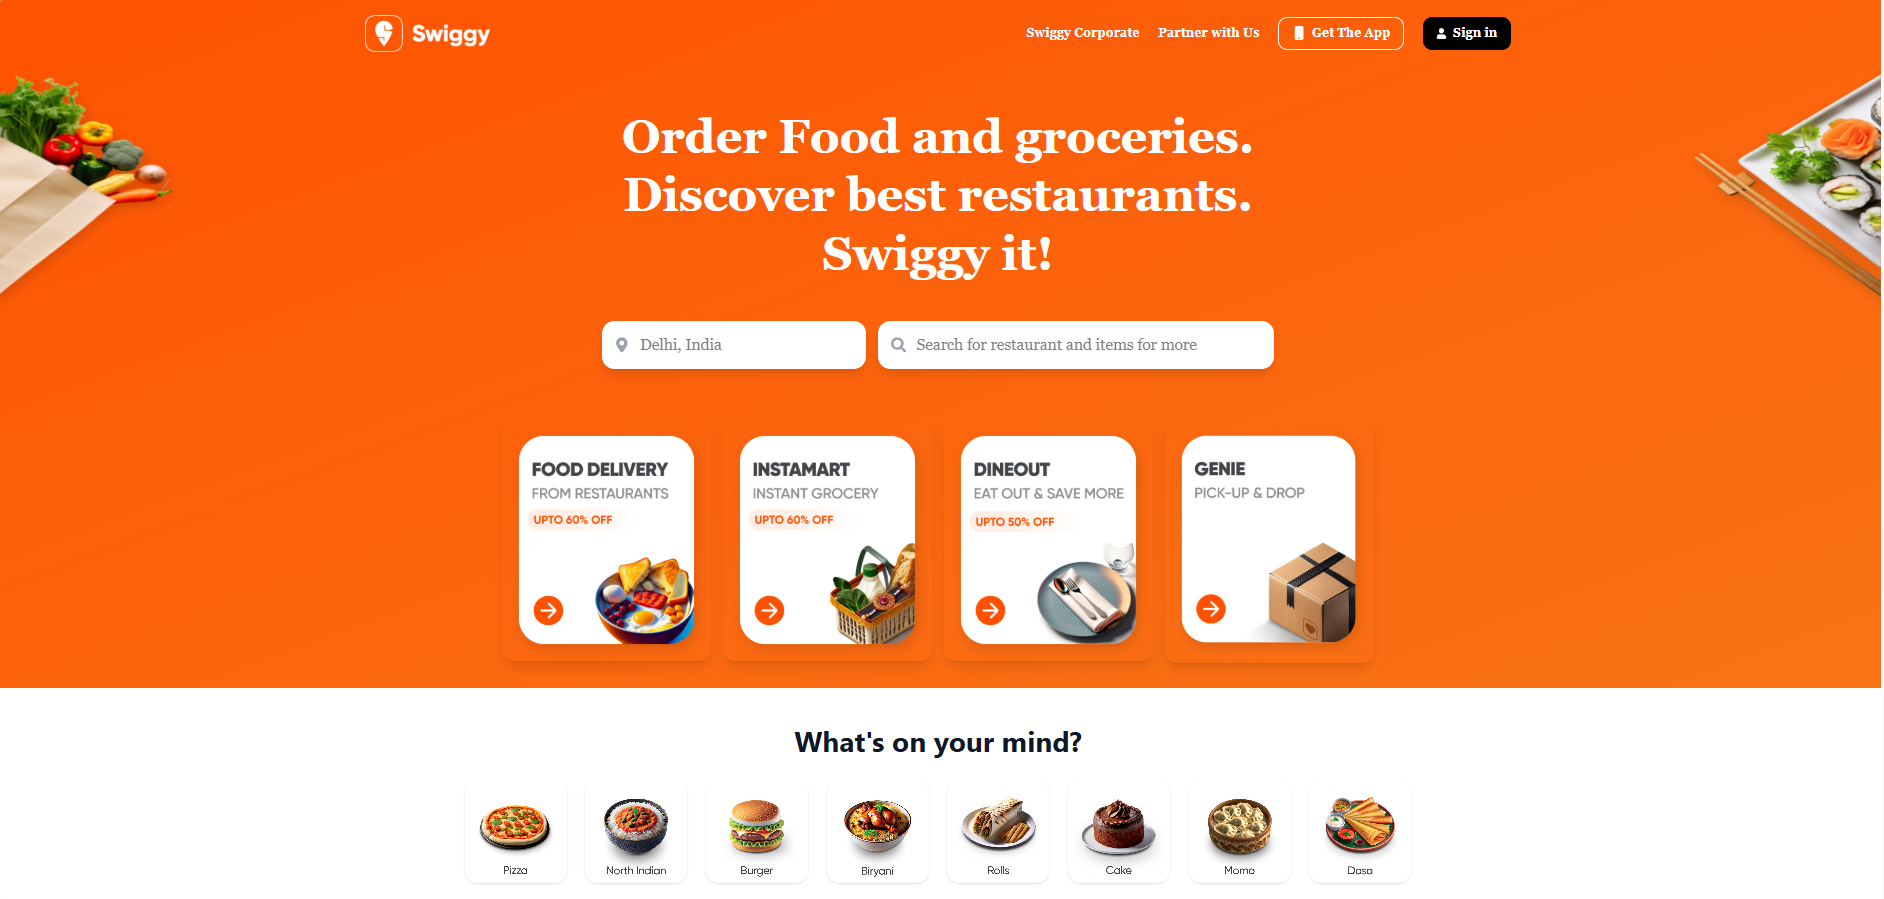 Swiggy
Swiggy Corporate
Partner with Us
Get The App
Sign in
Order Food and groceries.
Discover best restaurants.
Swiggy it!
Delhi, India
Search for restaurant and items for more
FOOD DELIVERY
FROM RESTAURANTS
UPTO 60% OFF
INSTAMART
INSTANT GROCERY
UPTO 60% OFF
DINEOUT
EAT OUT & SAVE MORE
UPTO 50% OFF
GENIE
PICK-UP & DROP
What's on your mind?
Pizza
North Indian
Burger
Biryani
Rolls
Cake
Momo
Dosa